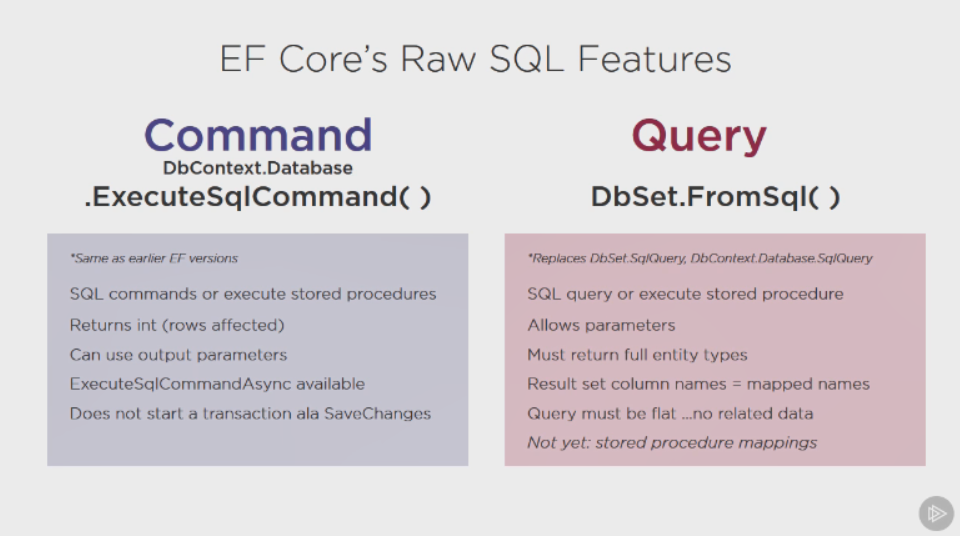 EF Core's Raw SQL Features
Command
DbContext.Database
.ExecuteSqlCommand( )
*Same as earlier EF versions
SQL commands or execute stored procedures
Returns int (rows affected)
Can use output parameters
ExecuteSqlCommandAsync available
Does not start a transaction ala SaveChanges
Query
DbSet.FromSql( )
*Replaces DbSet.SqlQuery, DbContext.Database.SqlQuery
SQL query or execute stored procedure
Allows parameters
Must return full entity types
Result set column names = mapped names
Query must be flat ...no related data
Not yet: stored procedure mappings